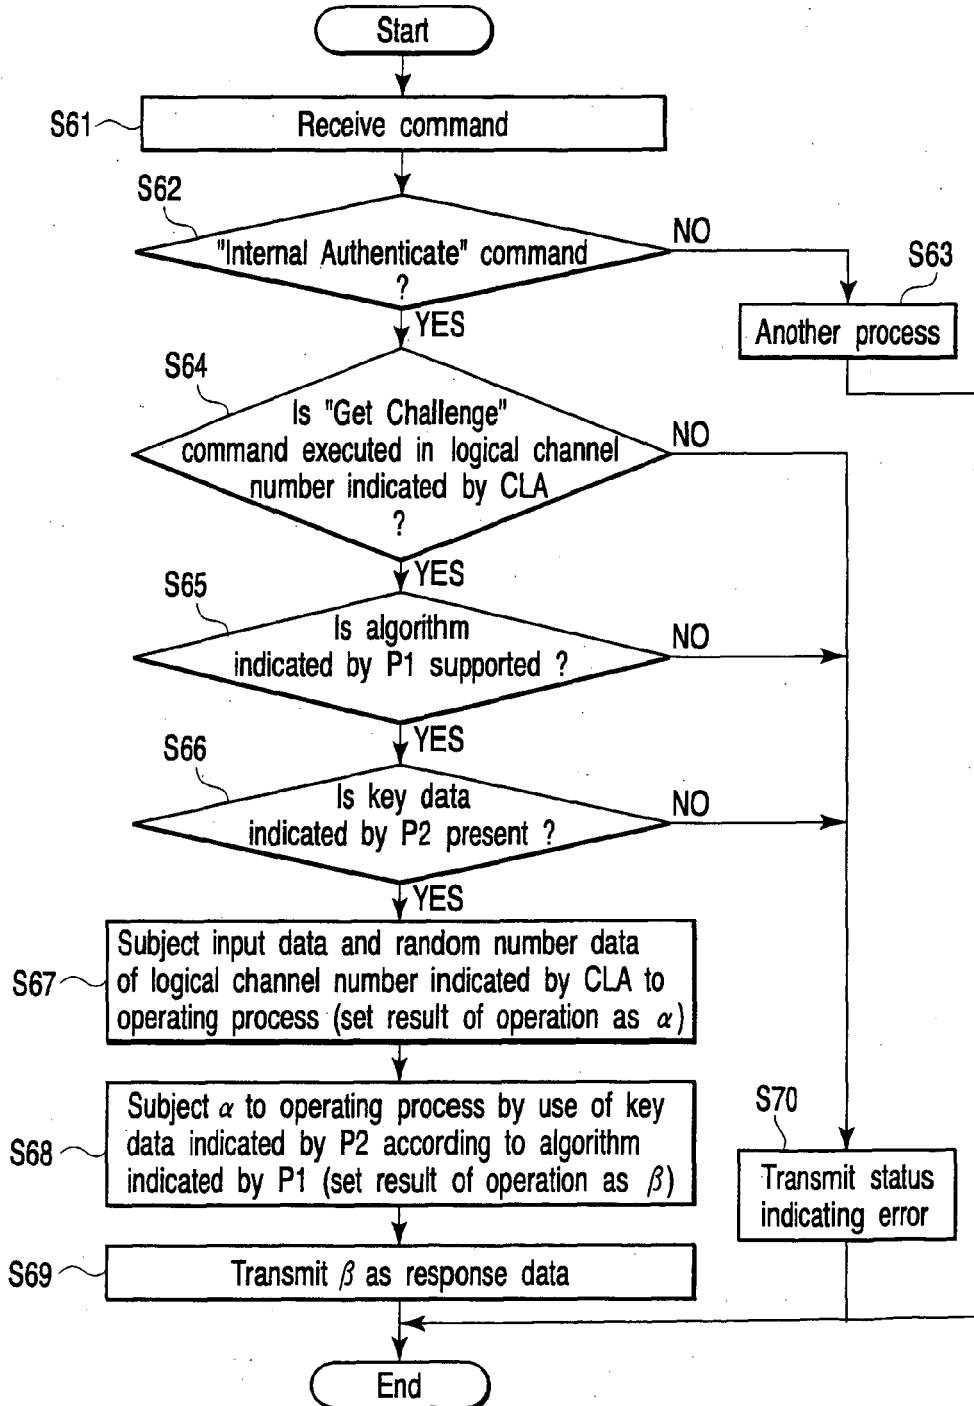 Start
S61
Receive command
S62
"Internal Authenticate" command
?
NO
YES
S63
Another process
S64
Is "Get Challenge"
command executed in logical channel
number indicated by CLA
?
NO
YES
S65
Is algorithm
indicated by P1 supported ?
NO
YES
S66
Is key data
indicated by P2 present ?
NO
YES
S67
Subject input data and random number data
of logical channel number indicated by CLA to
operating process (set result of operation as α)
S68
Subject α to operating process by use of key
data indicated by P2 according to algorithm
indicated by P1 (set result of operation as β)
S70
Transmit status
indicating error
S69
Transmit β as response data
End